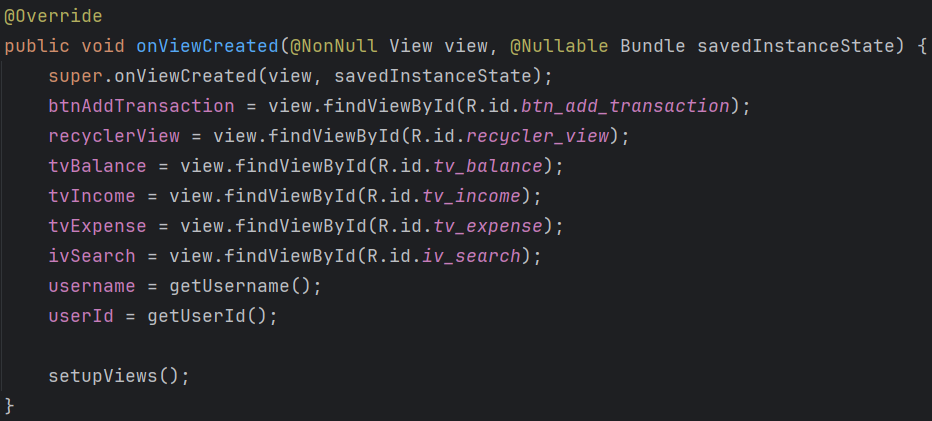 @Override
public void onViewCreated(@NonNull View view, @Nullable Bundle savedInstanceState) {
    super.onViewCreated(view, savedInstanceState);
    btnAddTransaction = view.findViewById(R.id.btn_add_transaction);
    recyclerView = view.findViewById(R.id.recycler_view);
    tvBalance = view.findViewById(R.id.tv_balance);
    tvIncome = view.findViewById(R.id.tv_income);
    tvExpense = view.findViewById(R.id.tv_expense);
    ivSearch = view.findViewById(R.id.iv_search);
    username = getUsername();
    userId = getUserId();

    setupViews();
}